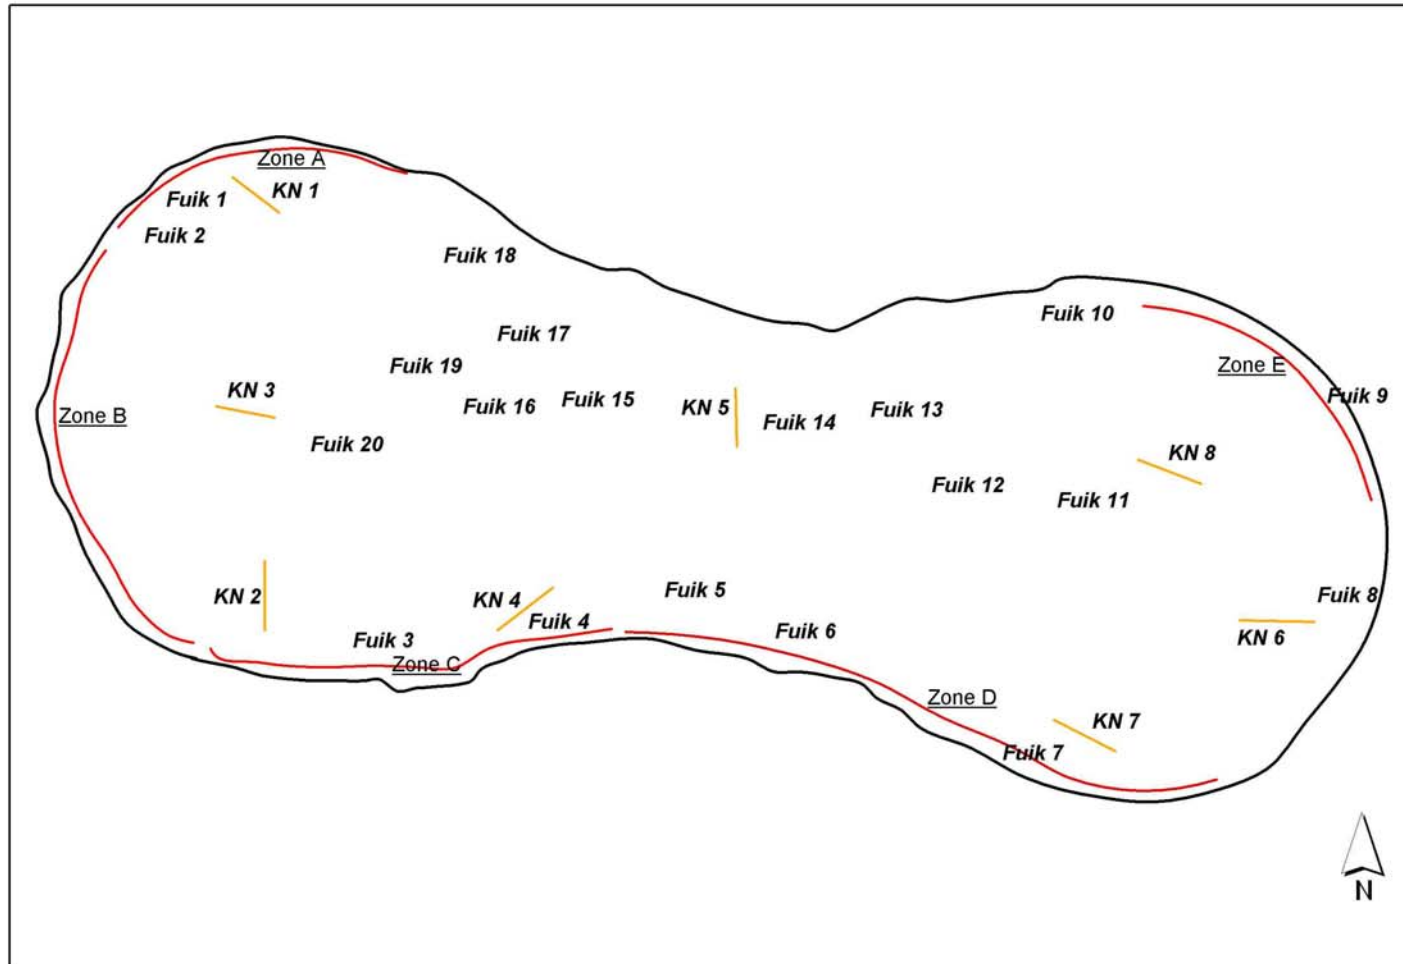 Zone A
KN 1
Fuik 1
Fuik 2
Fuik 18
Fuik 10
Fuik 17
Fuik 19
Zone E
KN 3
Fuik 9
Fuik 15
Fuik 16
KN 5
Fuik 13
Zone B
Fuik 14
Fuik 20
KN 8
Fuik 12
Fuik 11
Fuik 5
Fuik 8
KN 2
KN 4
Fuik 4
Fuik 6
KN 6
Fuik 3
Zone C
Zone D
KN 7
Fuik 7
N